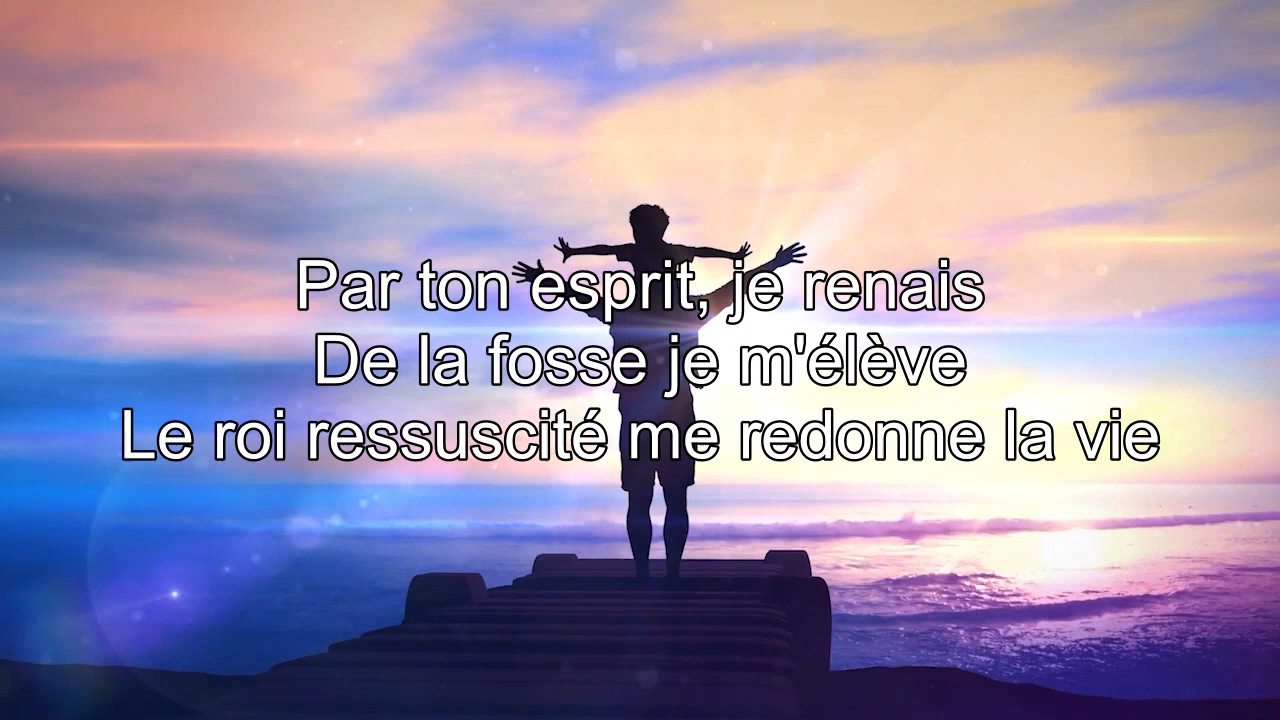 Par ton esprit, je renais
De la fosse je m'élève
Le roi ressuscité me redonne la vie